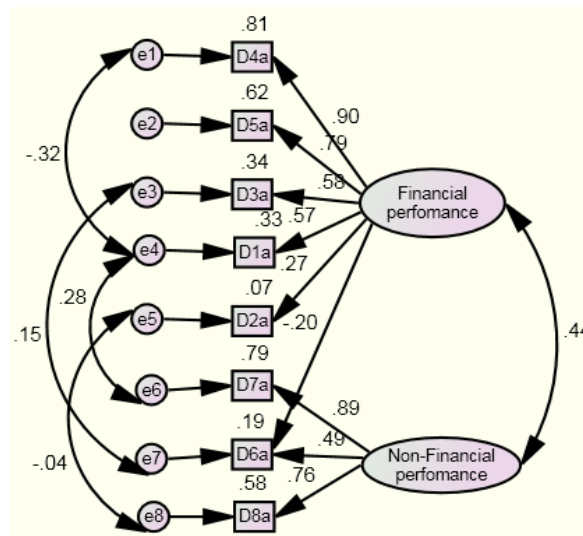 .81
e1 D4a
.62
.90
e2 D5a
.79
.34
-.32
e3 D3a
.58
Financial
perfomance
.33 .57
e4 D1a
.27
.07
.28
e5 D2a
-.20
.15
.44
.79
e6 D7a
.89
.19
.49
e7 D6a
Non-Financial
perfomance
-.04
.58
.76
e8 D8a